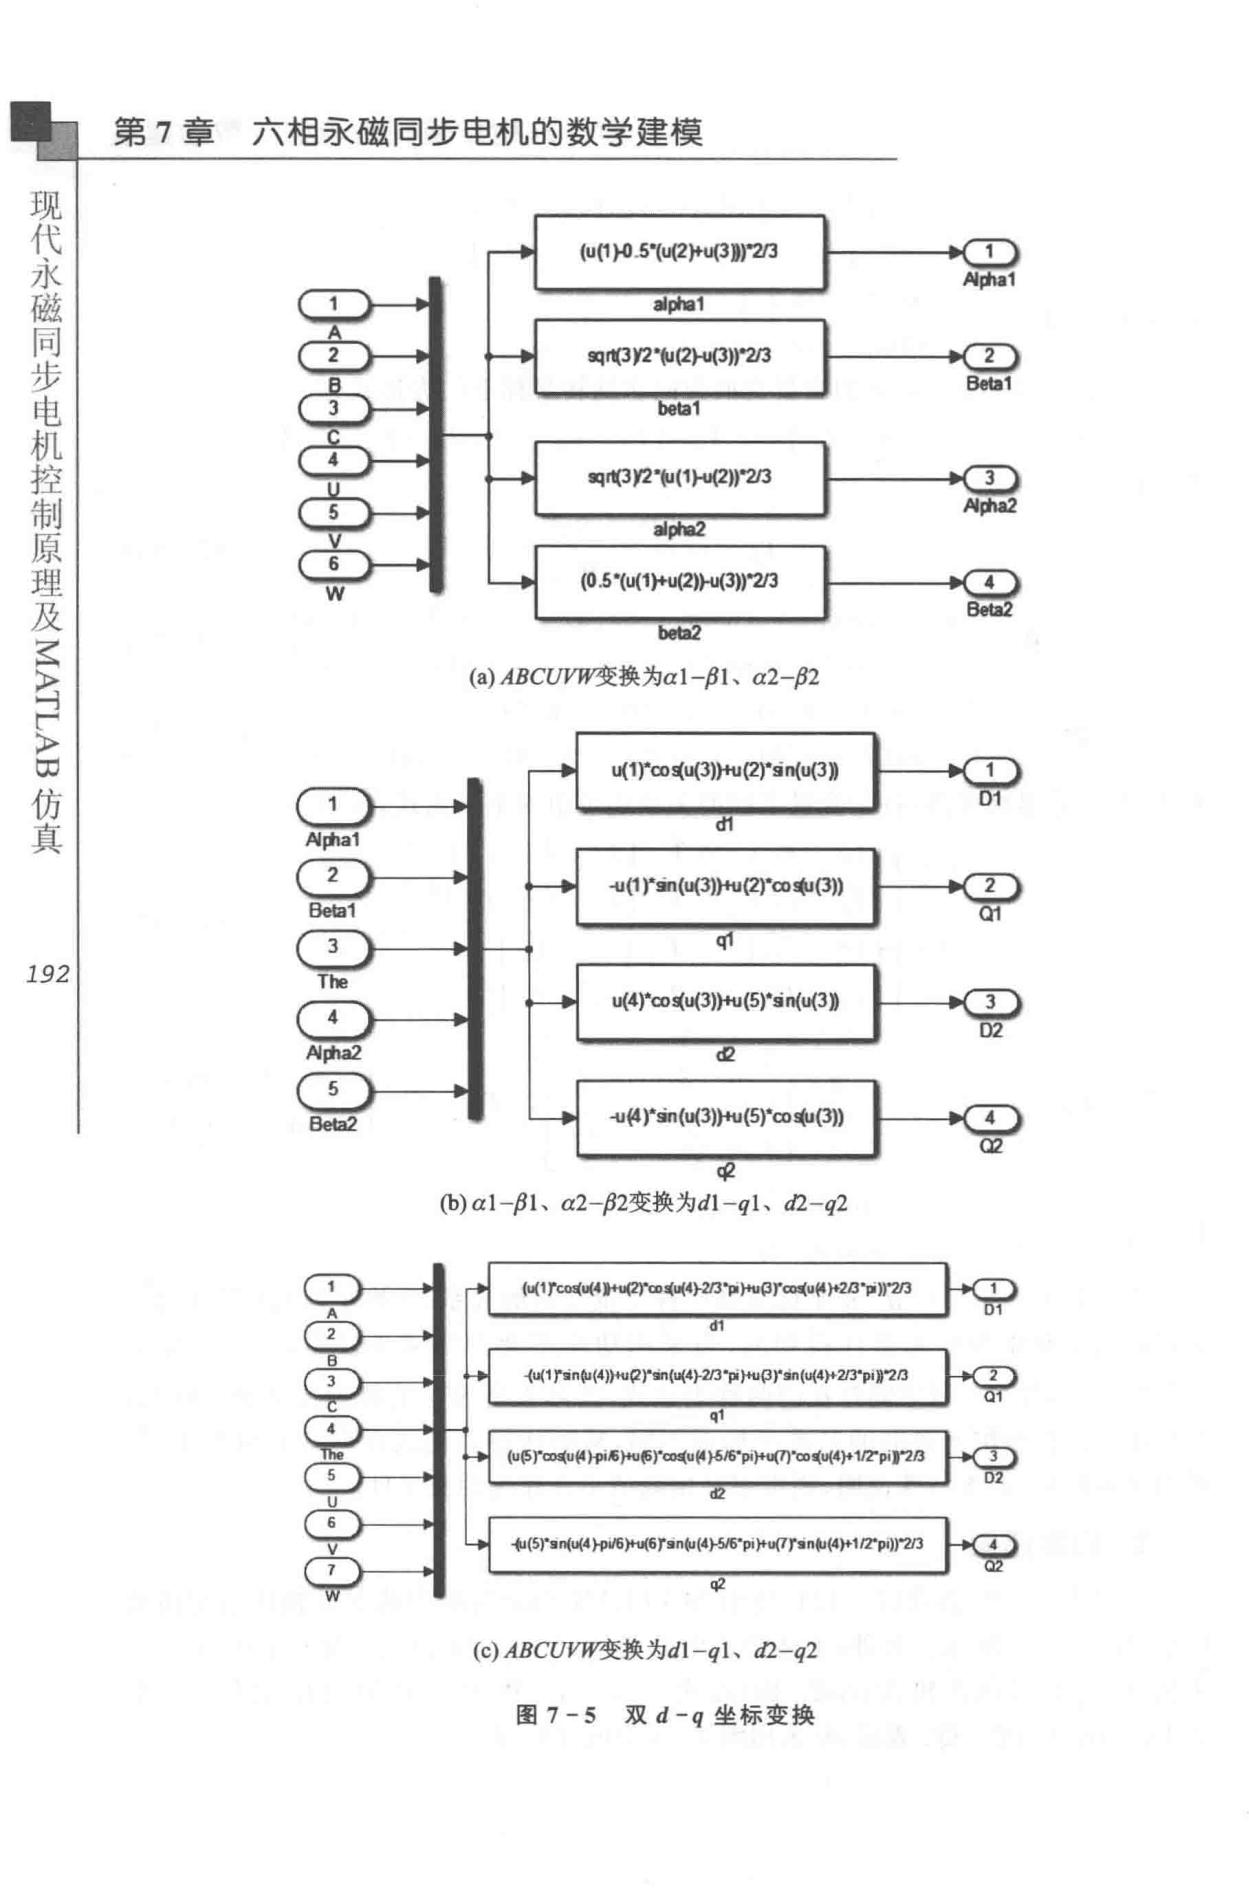 第 7 章 六相永磁同步电机的数学建模
现代永磁同步电机控制原理及MATLAB仿真
192
1
A
2
B
3
C
4
U
5
V
6
W
(u(1)-0.5*(u(2)+u(3)))*2/3
alpha1
sqrt(3)/2*(u(2)-u(3))*2/3
beta1
sqrt(3)/2*(u(1)-u(2))*2/3
alpha2
(0.5*(u(1)+u(2))-u(3))*2/3
beta2
1
Alpha1
2
Beta1
3
Alpha2
4
Beta2
(a) ABCUVW变换为α1-β1、α2-β2
1
Alpha1
2
Beta1
3
The
4
Alpha2
5
Beta2
u(1)*cos(u(3))+u(2)*sin(u(3))
d1
-u(1)*sin(u(3))+u(2)*cos(u(3))
q1
u(4)*cos(u(3))+u(5)*sin(u(3))
d2
-u(4)*sin(u(3))+u(5)*cos(u(3))
q2
1
D1
2
Q1
3
D2
4
Q2
(b) α1-β1、α2-β2变换为d1-q1、d2-q2
1
A
2
B
3
C
4
The
5
U
6
V
7
W
(u(1)*cos(u(4))+u(2)*cos(u(4)-2/3*pi)+u(3)*cos(u(4)+2/3*pi))*2/3
d1
-(u(1)*sin(u(4))+u(2)*sin(u(4)-2/3*pi)+u(3)*sin(u(4)+2/3*pi))*2/3
q1
(u(5)*cos(u(4)-pi/6)+u(6)*cos(u(4)-5/6*pi)+u(7)*cos(u(4)+1/2*pi))*2/3
d2
-(u(5)*sin(u(4)-pi/6)+u(6)*sin(u(4)-5/6*pi)+u(7)*sin(u(4)+1/2*pi))*2/3
q2
1
D1
2
Q1
3
D2
4
Q2
(c) ABCUVW变换为d1-q1、d2-q2
图 7-5 双 d-q 坐标变换